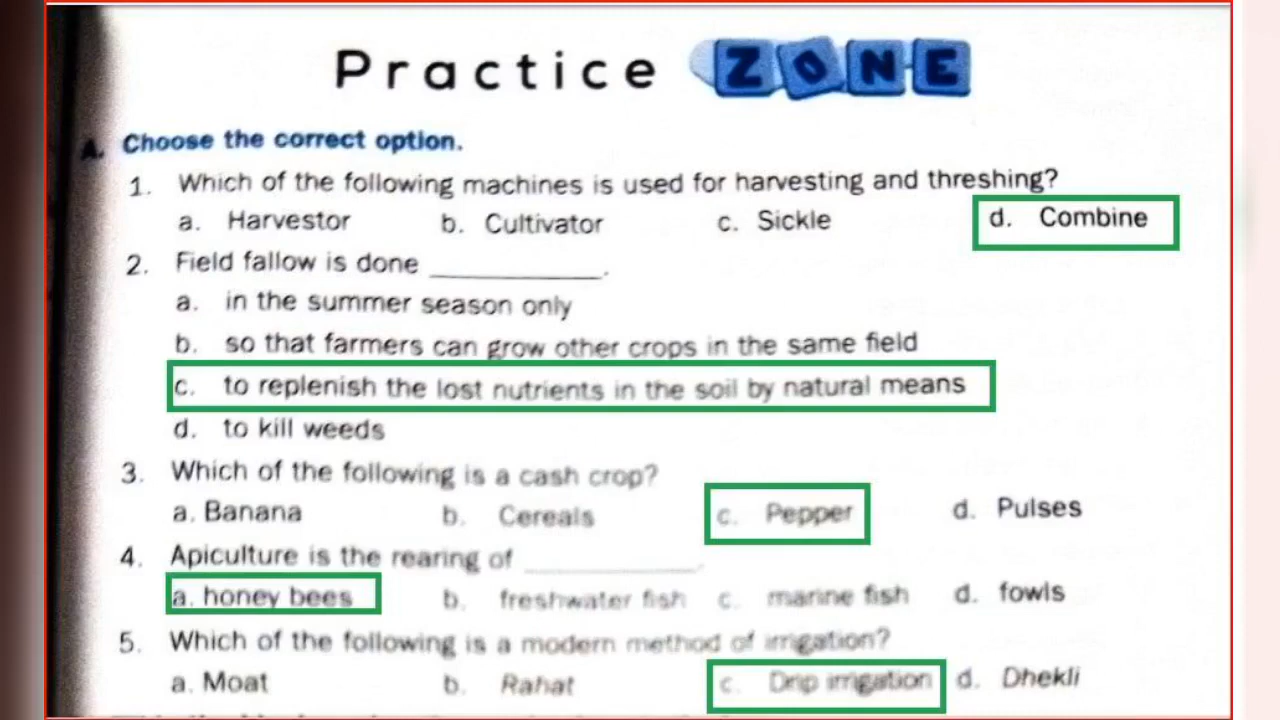 Practice ZONE
A. Choose the correct option.
1. Which of the following machines is used for harvesting and threshing?
a. Harvestor b. Cultivator c. Sickle d. Combine
2. Field fallow is done ___________.
a. in the summer season only
b. so that farmers can grow other crops in the same field
c. to replenish the lost nutrients in the soil by natural means
d. to kill weeds
3. Which of the following is a cash crop?
a. Banana b. Cereals c. Pepper d. Pulses
4. Apiculture is the rearing of ___________.
a. honey bees b. freshwater fish c. marine fish d. fowls
5. Which of the following is a modern method of irrigation?
a. Moat b. Rahat c. Drip irrigation d. Dhekli